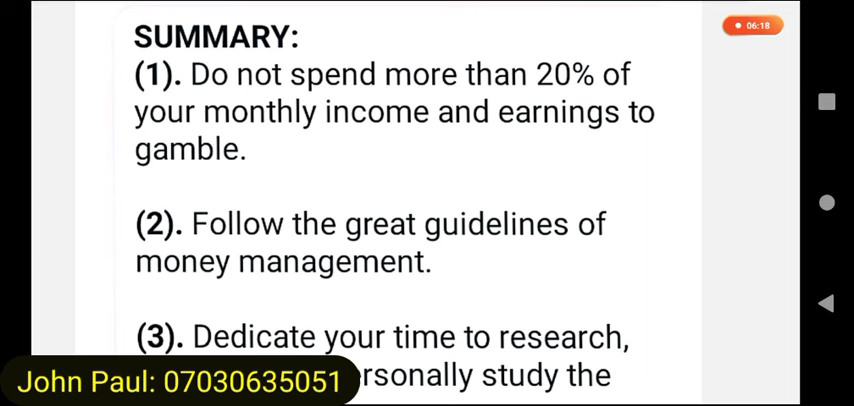 SUMMARY:
06:18
(1). Do not spend more than 20% of
your monthly income and earnings to
gamble.
(2). Follow the great guidelines of
money management.
(3). Dedicate your time to research,
rsonally study the
John Paul: 07030635051